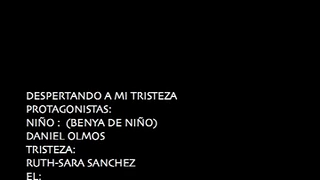 DESPERTANDO A MI TRISTEZA
PROTAGONISTAS:
NIÑO : (BENYA DE NIÑO)
DANIEL OLMOS
TRISTEZA:
RUTH-SARA SANCHEZ
EL: